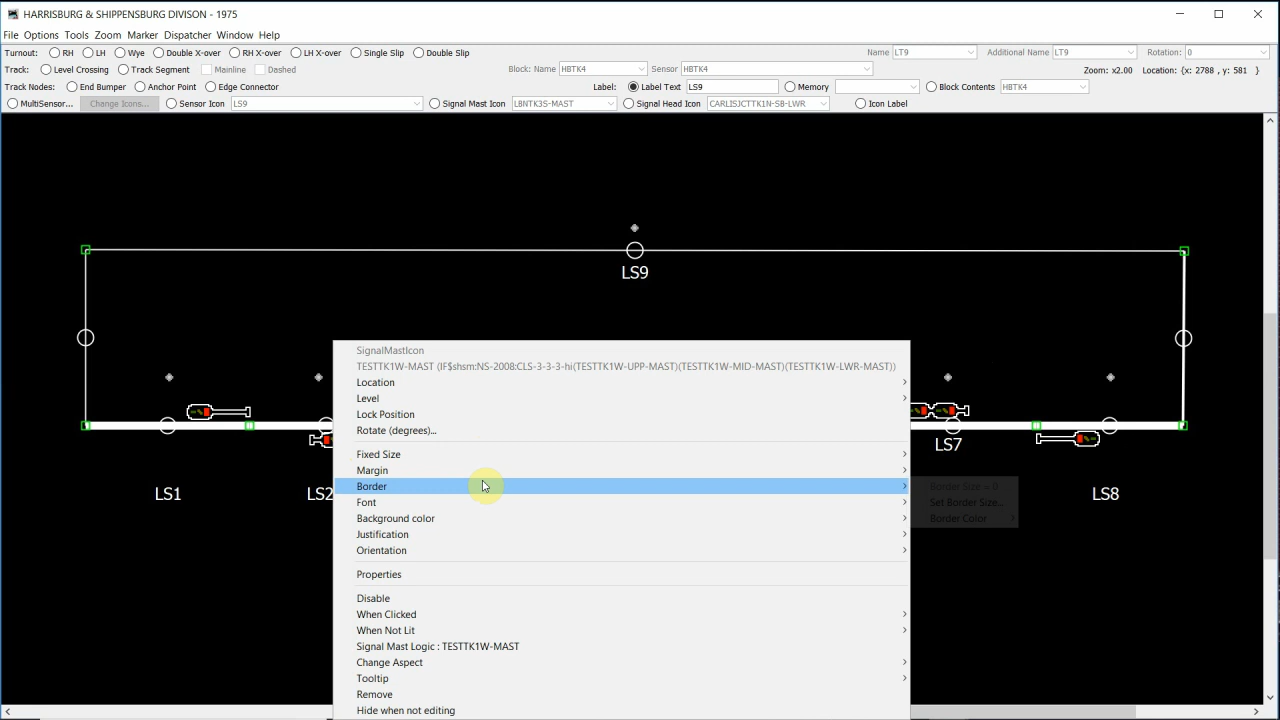 HARRISBURG & SHIPPENSBURG DIVISON - 1975
File Options Tools Zoom Marker Dispatcher Window Help
Turnout: RH LH Wye Double X-over RH X-over LH X-over Single Slip Double Slip Name LT9 Additional Name LT9 Rotation: 0
Track: Level Crossing Track Segment Mainline Dashed Block: Name HBTK4 Sensor HBTK4 Zoom: x2.00 Location: {x: 2788 , y: 581 }
Track Nodes: End Bumper Anchor Point Edge Connector Label: Label Text LS9 Memory Block Contents HBTK4
MultiSensor... Change Icons... Sensor Icon LS9 Signal Mast Icon LBNTK3S-MAST Signal Head Icon CARLISJCTTK1N-SB-LWR Icon Label
LS9
SignalMastIcon
TESTTK1W-MAST (IF$shsm:NS-2008:CLS-3-3-3-hi(TESTTK1W-UPP-MAST)(TESTTK1W-MID-MAST)(TESTTK1W-LWR-MAST))
Location
Level
Lock Position
Rotate (degrees)...
LS7
Fixed Size
Margin
Border
Border Size = 0
LS1
LS2
LS8
Font
Set Border Size...
Background color
Border Color
Justification
Orientation
Properties
Disable
When Clicked
When Not Lit
Signal Mast Logic : TESTTK1W-MAST
Change Aspect
Tooltip
Remove
Hide when not editing